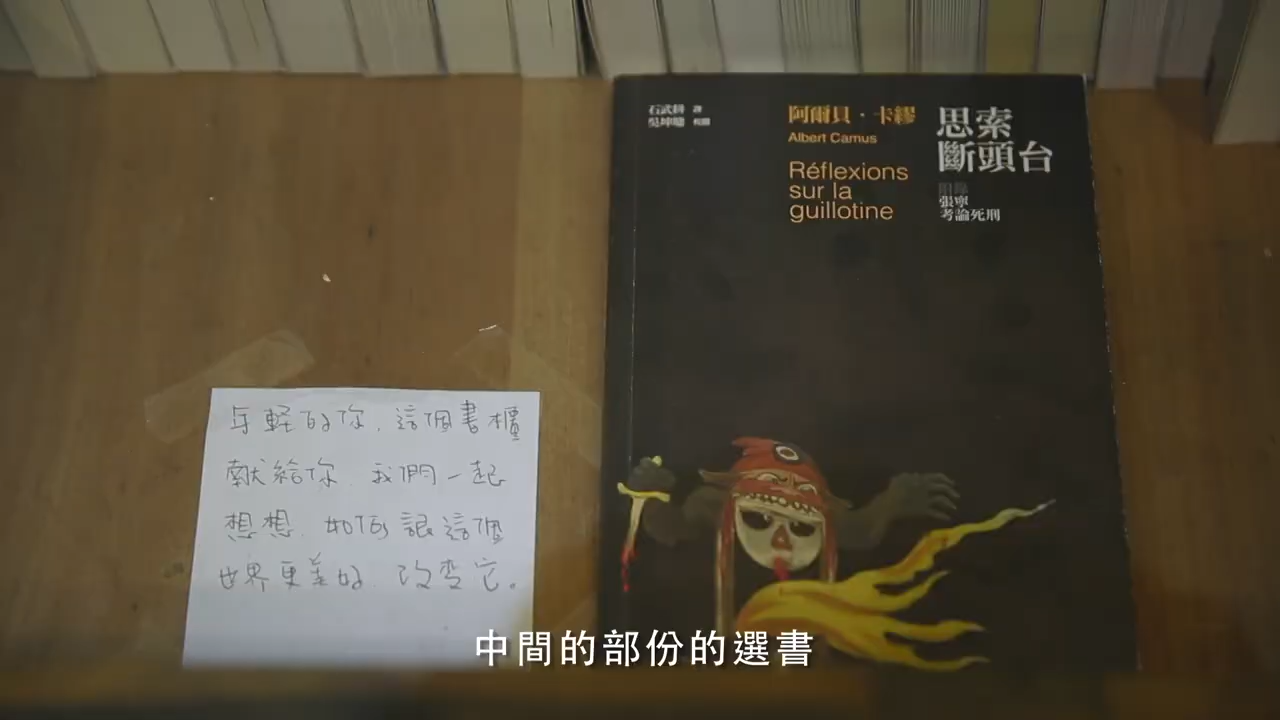 石武耕 譯
吳坤墉 校閱
阿爾貝・卡繆
Albert Camus
Réflexions
sur la
guillotine
思索
斷頭台
附錄
張寧
考論死刑
年輕的你，這個書櫃
献給你，我們一起
想想，如何讓這個
世界更美好，改變它。
中間的部份的選書